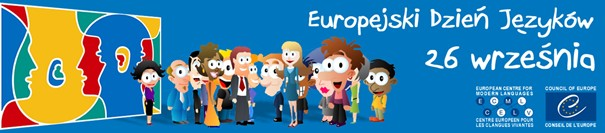 Europejski Dzień Języków
26 września
EUROPEAN CENTRE FOR
MODERN LANGUAGES
ECML
CELV
CENTRE EUROPEEN POUR
LES CLANGUES VIVANTES
COUNCIL OF EUROPE
CONSEIL DE L'EUROPE